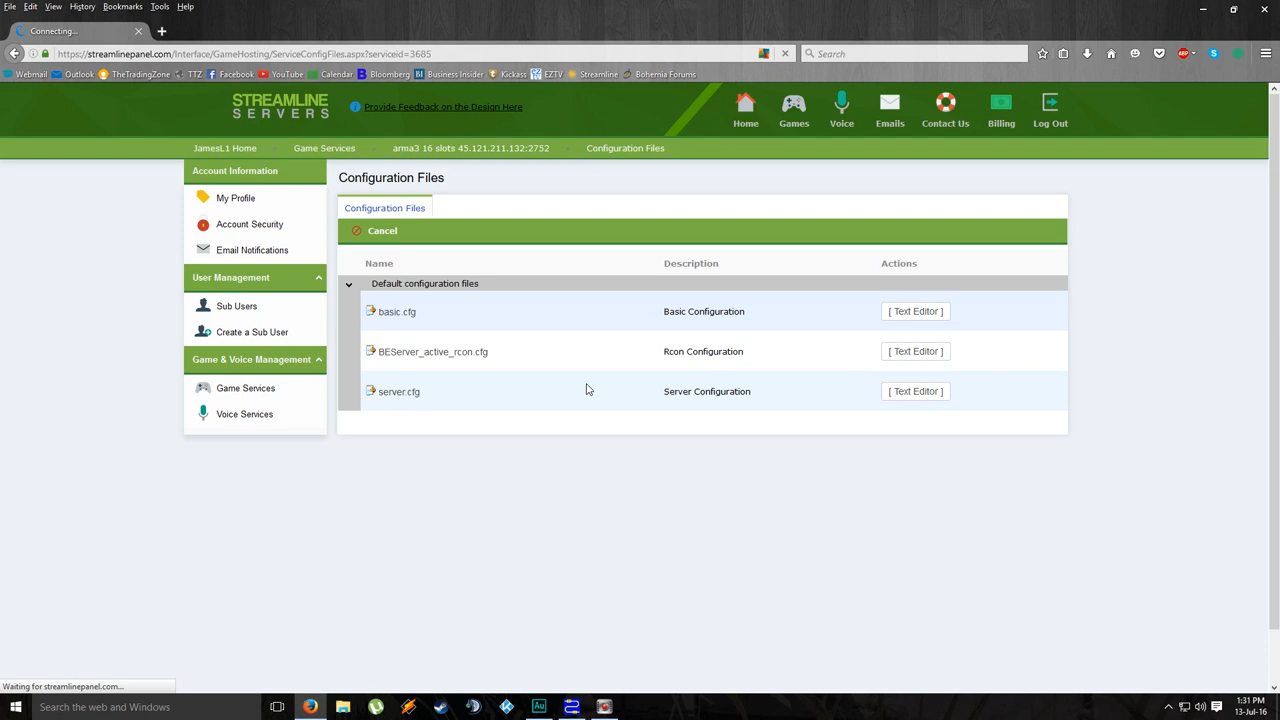 File Edit View History Bookmarks Tools Help
Connecting...
https://streamlinepanel.com/Interface/GameHosting/ServiceConfigFiles.aspx?serviceid=3685
Search
Webmail Outlook TheTradingZone TTZ Facebook YouTube Calendar Bloomberg Business Insider Kickass EZTV Streamline Bohemia Forums
STREAMLINE
SERVERS
Provide Feedback on the Design Here
Home Games Voice Emails Contact Us Billing Log Out
JamesL1 Home Game Services arma3 16 slots 45.121.211.132:2752 Configuration Files
Account Information
My Profile
Account Security
Email Notifications
User Management
Sub Users
Create a Sub User
Game & Voice Management
Game Services
Voice Services
Configuration Files
Configuration Files
Cancel
Name Description Actions
Default configuration files
basic.cfg Basic Configuration [ Text Editor ]
BEServer_active_rcon.cfg Rcon Configuration [ Text Editor ]
server.cfg Server Configuration [ Text Editor ]
Waiting for streamlinepanel.com...
Search the web and Windows
1:31 PM
13-Jul-16